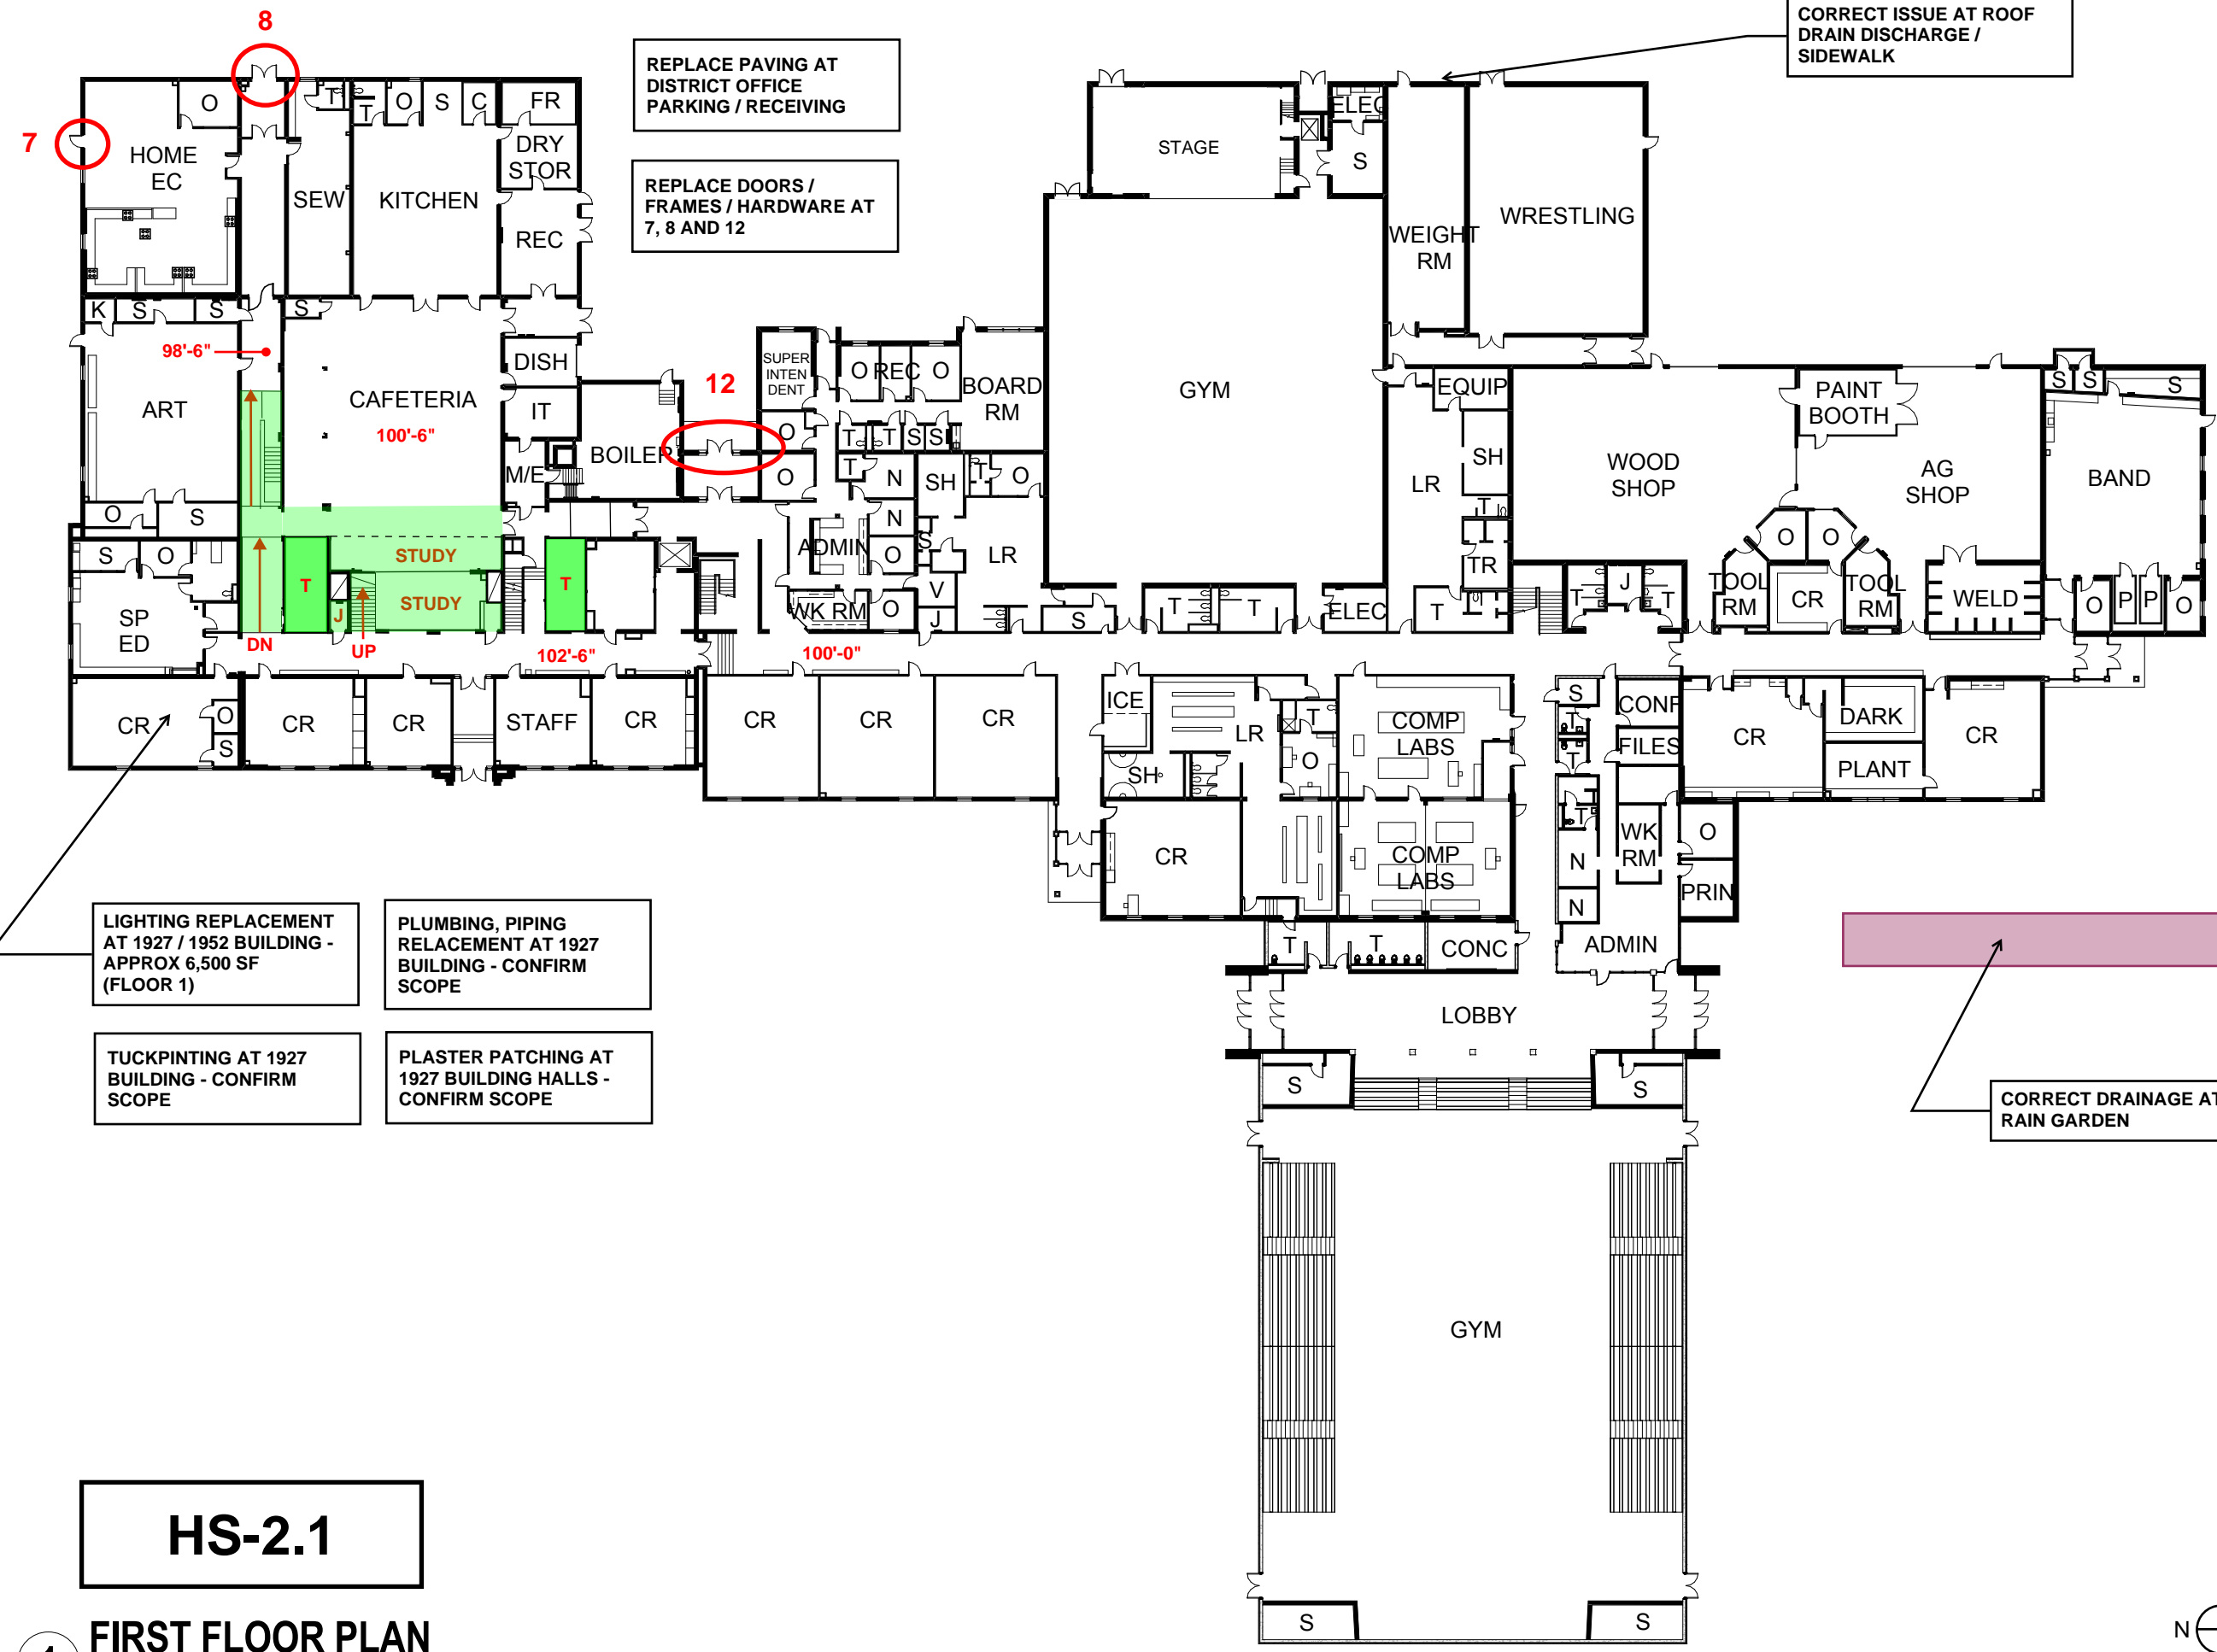 8
CORRECT ISSUE AT ROOF
DRAIN DISCHARGE /
SIDEWALK
REPLACE PAVING AT
DISTRICT OFFICE
PARKING / RECEIVING
7
O
T
T
O
S
C
FR
ELEC
STAGE
HOME
EC
DRY
STOR
S
REPLACE DOORS /
FRAMES / HARDWARE AT
7, 8 AND 12
SEW
KITCHEN
REC
WEIGHT
RM
WRESTLING
K
S
S
S
98'-6"
DISH
SUPER
INTEN
DENT
O
REC
O
BOARD
RM
12
GYM
EQUIP
PAINT
BOOTH
S
S
S
ART
CAFETERIA
100'-6"
IT
O
T
T
S
S
BOILER
M/E
O
T
N
SH
T
O
LR
SH
WOOD
SHOP
AG
SHOP
BAND
O
S
N
T
S
O
STUDY
ADMIN
O
S
LR
O
O
SP
ED
T
J
STUDY
T
WK RM
O
V
J
S
T
T
ELEC
TR
T
T
T
J
T
TOOL
RM
CR
TOOL
RM
WELD
O
P
P
O
DN
UP
102'-6"
100'-0"
CR
O
S
CR
CR
STAFF
CR
CR
CR
CR
ICE
LR
T
COMP
LABS
S
CONF
T
FILES
T
CR
DARK
CR
SH
O
PLANT
T
WK
RM
O
CR
COMP
LABS
N
PRIN
N
LIGHTING REPLACEMENT
AT 1927 / 1952 BUILDING -
APPROX 6,500 SF
(FLOOR 1)
PLUMBING, PIPING
RELACEMENT AT 1927
BUILDING - CONFIRM
SCOPE
T
T
CONC
ADMIN
LOBBY
TUCKPINTING AT 1927
BUILDING - CONFIRM
SCOPE
PLASTER PATCHING AT
1927 BUILDING HALLS -
CONFIRM SCOPE
S
S
CORRECT DRAINAGE AT
RAIN GARDEN
GYM
HS-2.1
S
S
FIRST FLOOR PLAN
N